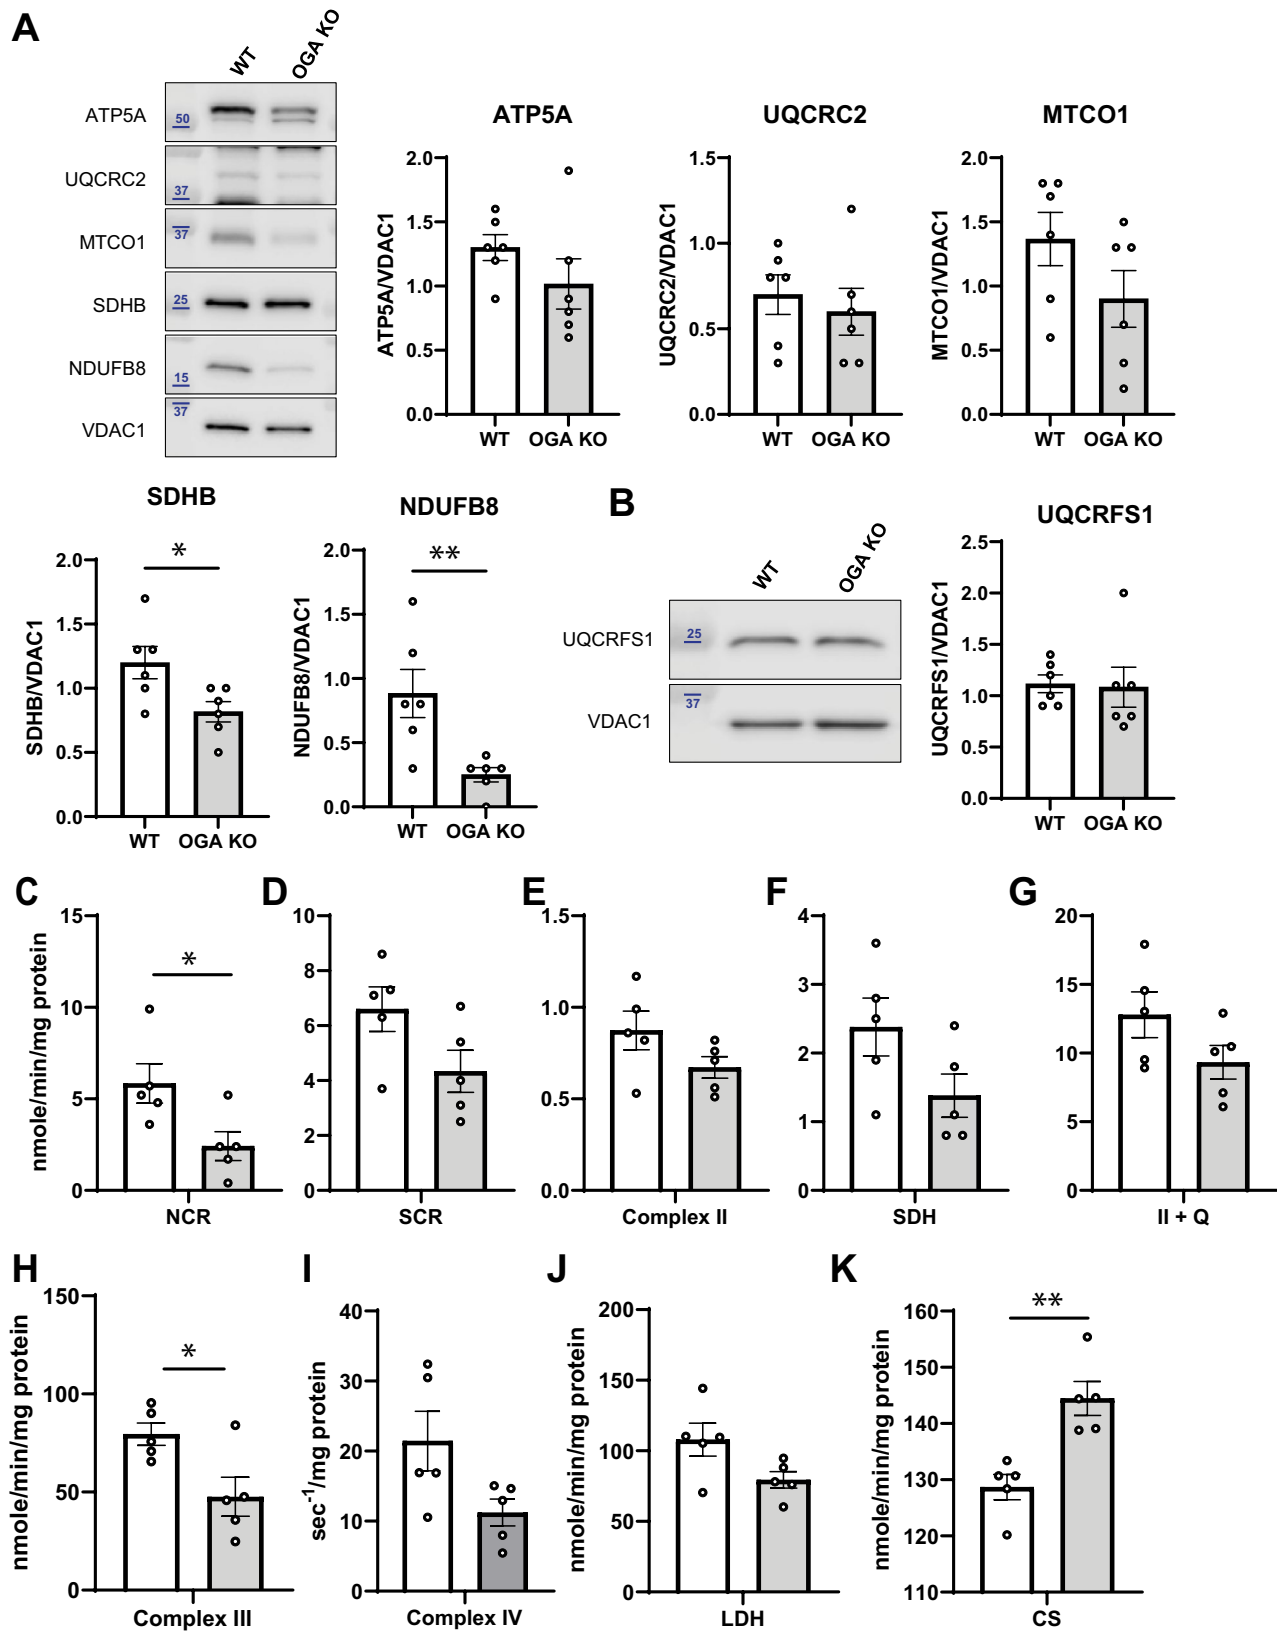 A
WT OGA KO
ATP5A 50
UQCRC2 37
MTCO1 37
SDHB 25
NDUFB8 15
VDAC1 37
ATP5A
ATP5A/VDAC1
2.0
1.5
1.0
0.5
0.0
WT OGA KO
UQCRC2
UQCRC2/VDAC1
1.5
1.0
0.5
0.0
WT OGA KO
MTCO1
MTCO1/VDAC1
2.0
1.5
1.0
0.5
0.0
WT OGA KO
SDHB
SDHB/VDAC1
2.0
1.5
1.0
0.5
0.0
*
WT OGA KO
NDUFB8
NDUFB8/VDAC1
2.0
1.5
1.0
0.5
0.0
**
WT OGA KO
B
WT OGA KO
UQCRFS1 25
VDAC1 37
UQCRFS1
UQCRFS1/VDAC1
2.5
2.0
1.5
1.0
0.5
0.0
WT OGA KO
C
nmole/min/mg protein
15
10
5
0
*
NCR
D
10
8
6
4
2
0
SCR
E
1.5
1.0
0.5
0.0
Complex II
F
4
3
2
1
0
SDH
G
20
15
10
5
0
II + Q
H
nmole/min/mg protein
150
100
50
0
*
Complex III
I
sec-1/mg protein
40
30
20
10
0
Complex IV
J
nmole/min/mg protein
200
150
100
50
0
LDH
K
nmole/min/mg protein
160
150
140
130
120
110
**
CS